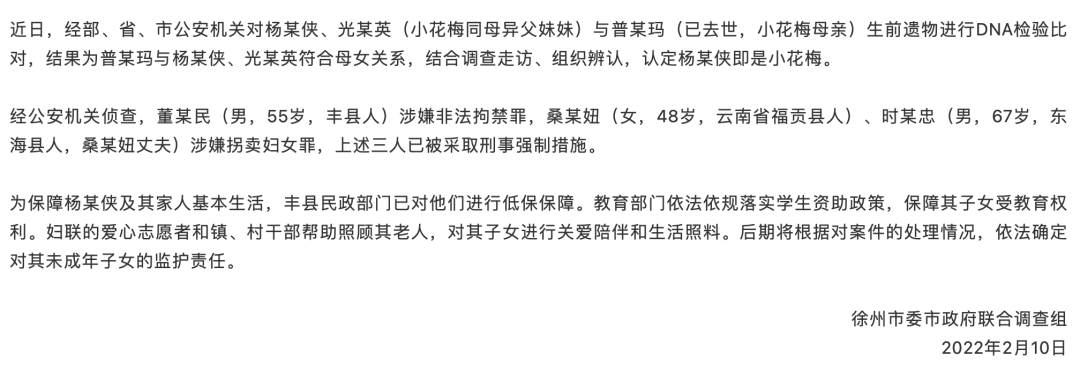 近日，经部、省、市公安机关对杨某侠、光某英（小花梅同母异父妹妹）与普某玛（已去世，小花梅母亲）生前遗物进行DNA检验比
对，结果为普某玛与杨某侠、光某英符合母女关系，结合调查走访、组织辨认，认定杨某侠即是小花梅。
经公安机关侦查，董某民（男，55岁，丰县人）涉嫌非法拘禁罪，桑某妞（女，48岁，云南省福贡县人）、时某忠（男，67岁，东
海县人，桑某妞丈夫）涉嫌拐卖妇女罪，上述三人已被采取刑事强制措施。
为保障杨某侠及其家人基本生活，丰县民政部门已对他们进行低保保障。教育部门依法依规落实学生资助政策，保障其子女受教育权
利。妇联的爱心志愿者和镇、村干部帮助照顾其老人，对其子女进行关爱陪伴和生活照料。后期将根据对案件的处理情况，依法确定
对其未成年子女的监护责任。
徐州市委市政府联合调查组
2022年2月10日